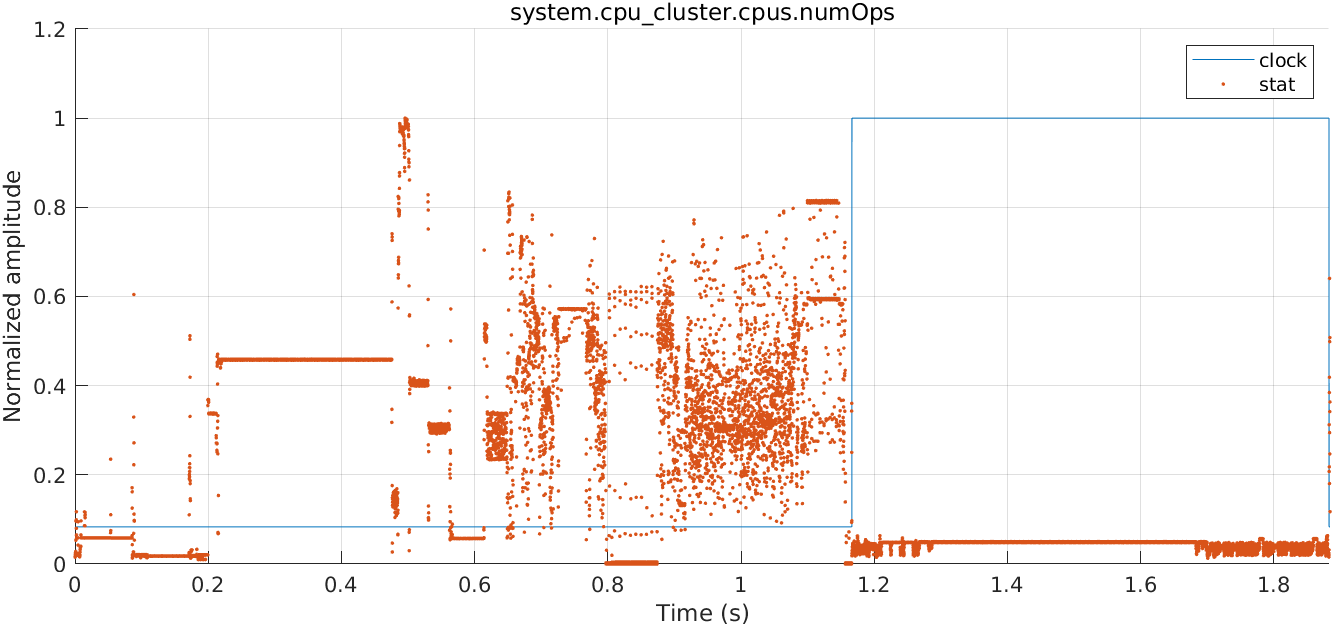 system.cpu_cluster.cpus.numOps
1.2
clock
stat
1
0.8
0.6
0.4
0.2
0
Normalized amplitude
0 0.2 0.4 0.6 0.8 1 1.2 1.4 1.6 1.8
Time (s)